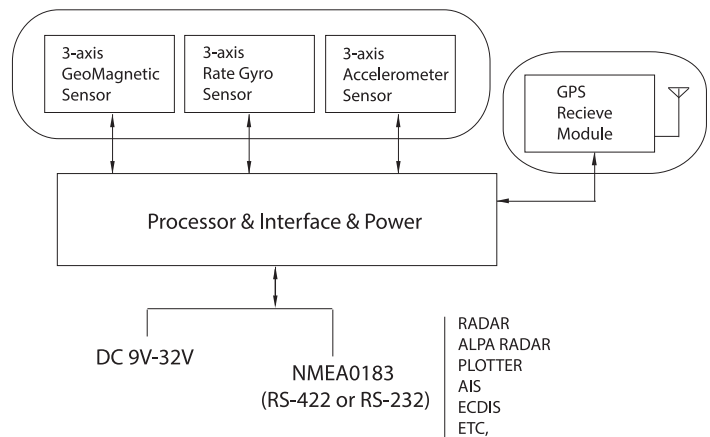 3-axis
GeoMagnetic
Sensor
3-axis
Rate Gyro
Sensor
3-axis
Accelerometer
Sensor
GPS
Recieve
Module
Processor & Interface & Power
DC 9V-32V
NMEA0183
(RS-422 or RS-232)
RADAR
ALPA RADAR
PLOTTER
AIS
ECDIS
ETC,